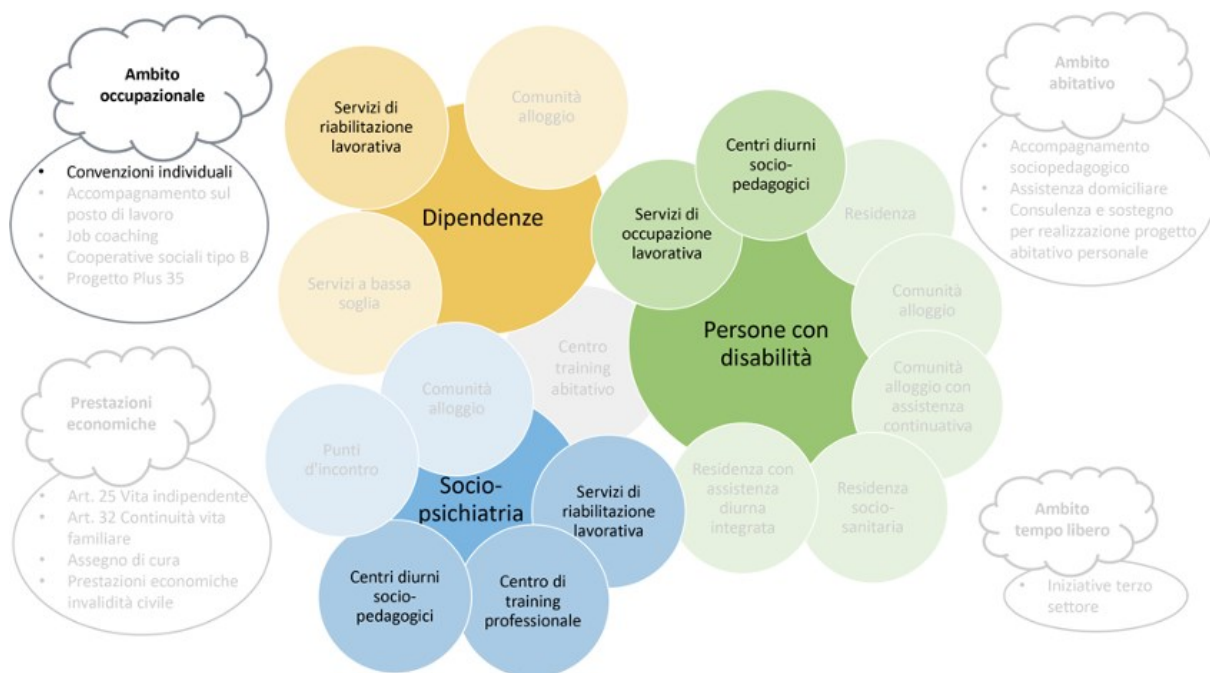 Ambito
occupazionale
• Convenzioni individuali
• Accompagnamento sul
posto di lavoro
• Job coaching
• Cooperative sociali tipo B
• Progetto Plus 35
Prestazioni
economiche
• Art. 25 Vita indipendente
• Art. 32 Continuità vita
familiare
• Assegno di cura
• Prestazioni economiche
invalidità civile
Servizi di
riabilitazione
lavorativa
Comunità
alloggio
Dipendenze
Servizi a bassa
soglia
Centro
training
abitativo
Comunità
alloggio
Punti
d'incontro
Socio-
psichiatria
Servizi di
riabilitazione
lavorativa
Centri diurni
socio-
pedagogici
Centro di
training
professionale
Centri diurni
socio-
pedagogici
Servizi di
occupazione
lavorativa
Residenza
Persone con
disabilità
Comunità
alloggio
Comunità
alloggio con
assistenza
continuativa
Residenza con
assistenza
diurna
integrata
Residenza
socio-
sanitaria
Ambito
abitativo
• Accompagnamento
sociopedagogico
• Assistenza domiciliare
• Consulenza e sostegno
per realizzazione progetto
abitativo personale
Ambito
tempo libero
• Iniziative terzo
settore